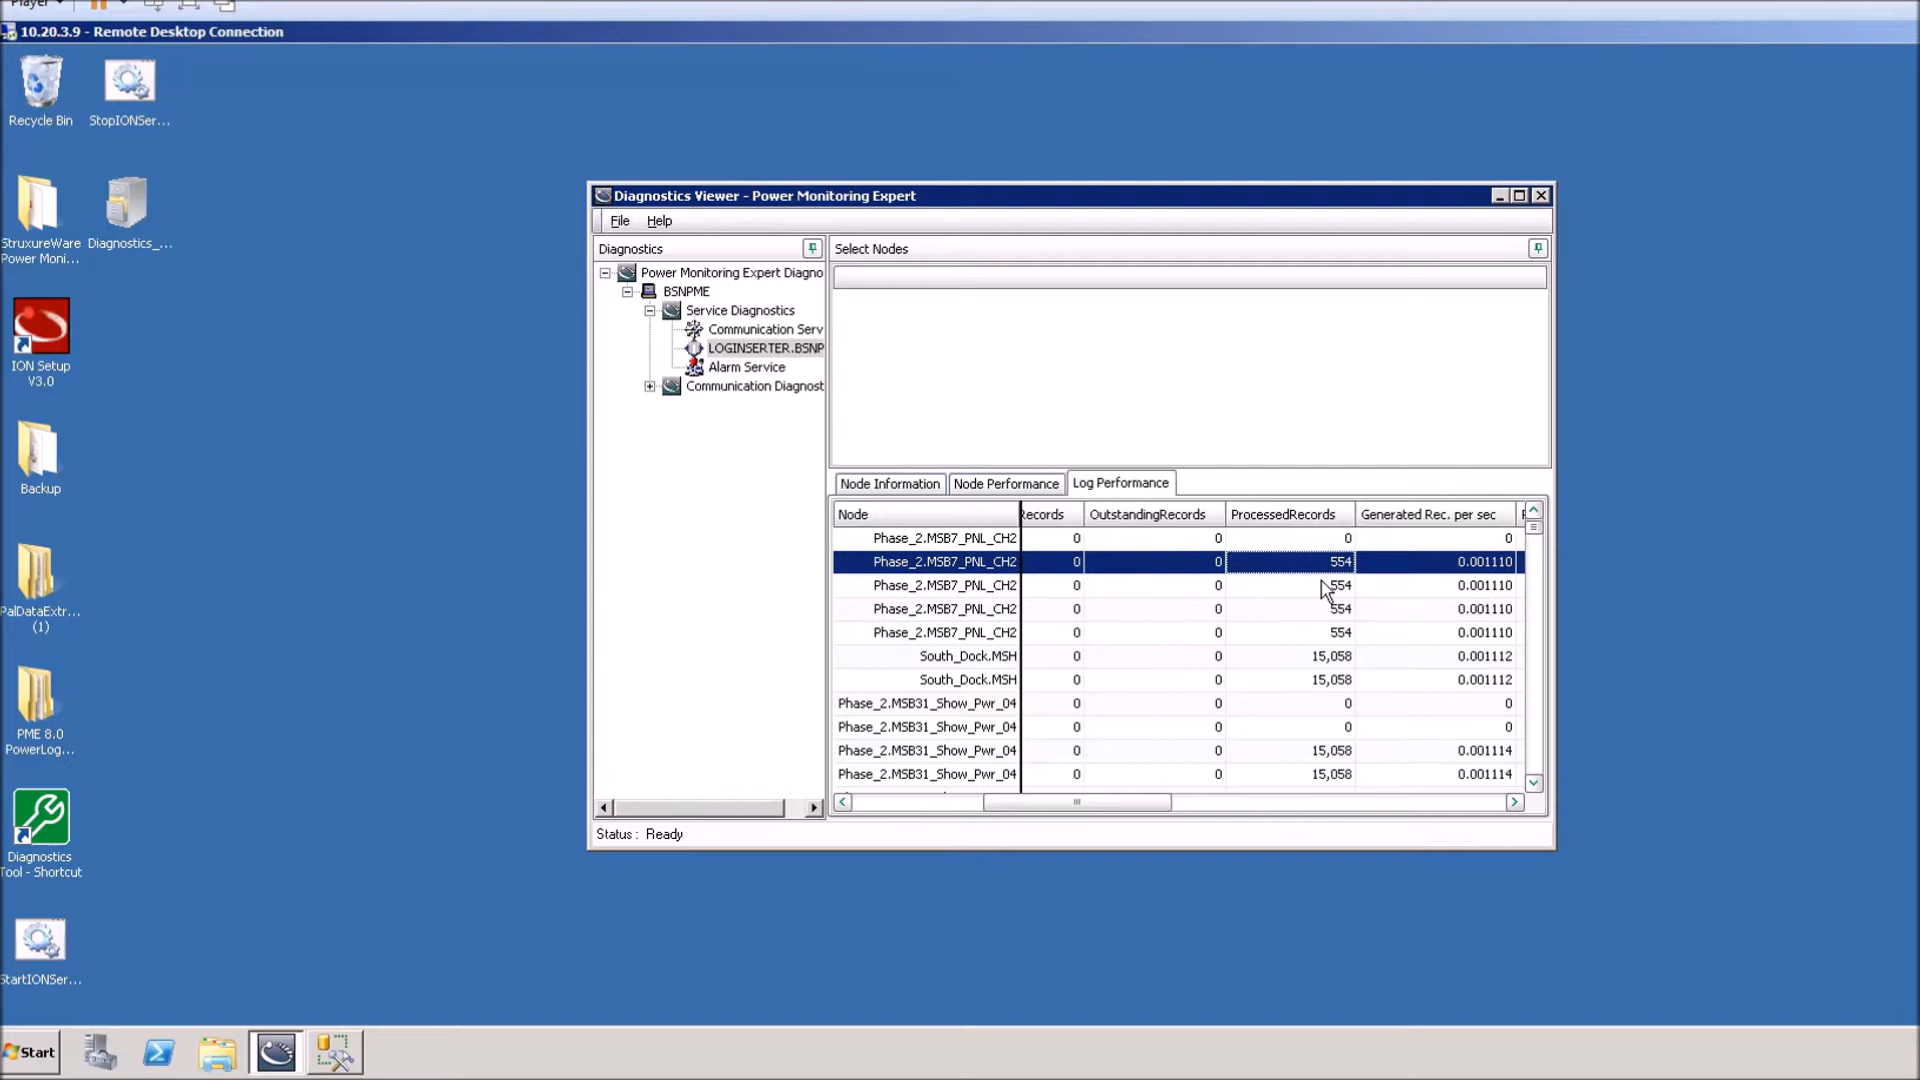 Player
10.20.3.9 - Remote Desktop Connection
Recycle Bin
StopIONSer...
StruxureWare
Power Moni...
Diagnostics_...
ION Setup
V3.0
Backup
PalDataExtr...
(1)
PME 8.0
PowerLog...
Diagnostics
Tool - Shortcut
StartIONSer...
Diagnostics Viewer - Power Monitoring Expert
File Help
Diagnostics
Power Monitoring Expert Diagno
BSNPME
Service Diagnostics
Communication Serv
LOGINSERTER.BSNP
Alarm Service
Communication Diagnost
Select Nodes
Node Information Node Performance Log Performance
Node Records OutstandingRecords ProcessedRecords Generated Rec. per sec
Phase_2.MSB7_PNL_CH2 0 0 0 0
Phase_2.MSB7_PNL_CH2 0 0 554 0.001110
Phase_2.MSB7_PNL_CH2 0 0 554 0.001110
Phase_2.MSB7_PNL_CH2 0 0 554 0.001110
Phase_2.MSB7_PNL_CH2 0 0 554 0.001110
South_Dock.MSH 0 0 15,058 0.001112
South_Dock.MSH 0 0 15,058 0.001112
Phase_2.MSB31_Show_Pwr_04 0 0 0 0
Phase_2.MSB31_Show_Pwr_04 0 0 0 0
Phase_2.MSB31_Show_Pwr_04 0 0 15,058 0.001114
Phase_2.MSB31_Show_Pwr_04 0 0 15,058 0.001114
Status : Ready
Start